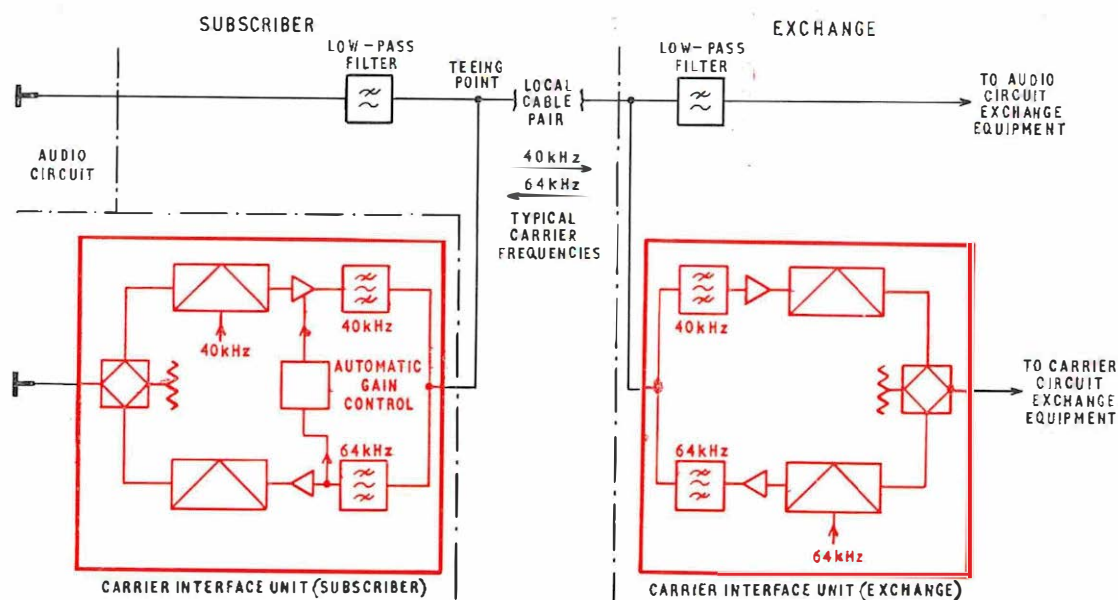 SUBSCRIBER
EXCHANGE
LOW-PASS
FILTER
TEEING
POINT
LOCAL
CABLE
PAIR
LOW-PASS
FILTER
TO AUDIO
CIRCUIT
EXCHANGE
EQUIPMENT
AUDIO
CIRCUIT
40kHz
64kHz
TYPICAL
CARRIER
FREQUENCIES
40kHz
40kHz
AUTOMATIC
GAIN
CONTROL
64kHz
40kHz
64kHz
64kHz
TO CARRIER
CIRCUIT
EXCHANGE
EQUIPMENT
CARRIER INTERFACE UNIT (SUBSCRIBER)
CARRIER INTERFACE UNIT (EXCHANGE)